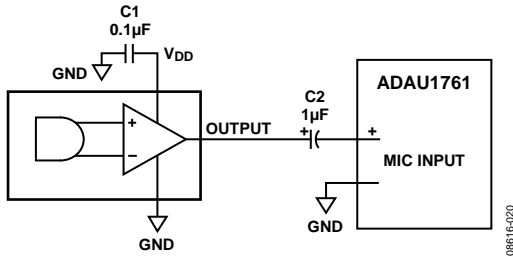 C1
0.1µF
VDD
GND
ADAU1761
C2
1µF
+
OUTPUT
+
+
−
MIC INPUT
GND
GND
08616-020